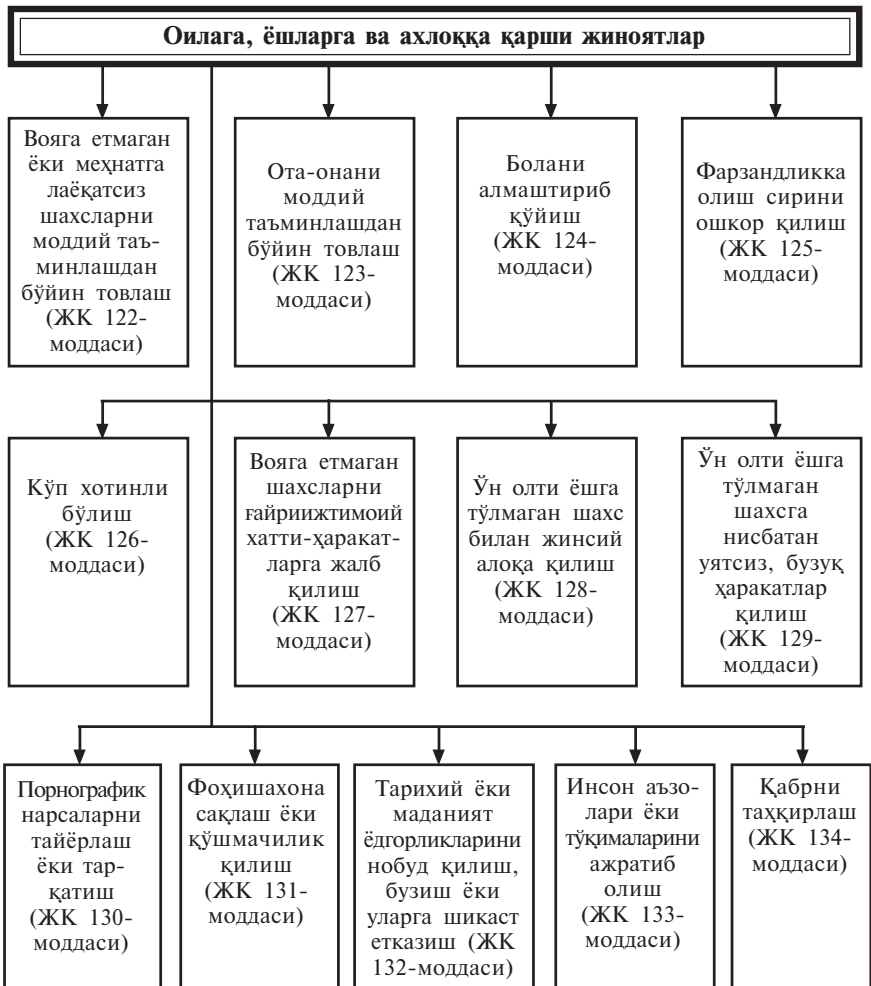 Оилага, ёшларга ва ахлоққа қарши жиноятлар
Вояга етмаган
ёки меҳнатга
лаёқатсиз
шахсларни
моддий таъ-
минлашдан
бўйин товлаш
(ЖК 122-
моддаси)
Ота-онани
моддий
таъминлашдан
бўйин товлаш
(ЖК 123-
моддаси)
Болани
алмаштириб
қўйиш
(ЖК 124-
моддаси)
Фарзандликка
олиш сирини
ошкор қилиш
(ЖК 125-
моддаси)
Кўп хотинли
бўлиш
(ЖК 126-
моддаси)
Вояга етмаган
шахсларни
ғайриижтимоий
хатти-ҳаракат-
ларга жалб
қилиш
(ЖК 127-
моддаси)
Ўн олти ёшга
тўлмаган шахс
билан жинсий
алоқа қилиш
(ЖК 128-
моддаси)
Ўн олти ёшга
тўлмаган
шахсга
нисбатан
уятсиз, бузуқ
ҳаракатлар
қилиш
(ЖК 129-
моддаси)
Порнографик
нарсаларни
тайёрлаш
ёки тар-
қатиш
(ЖК 130-
моддаси)
Фоҳишахона
сақлаш ёки
қўшмачилик
қилиш
(ЖК 131-
моддаси)
Тарихий ёки
маданият
ёдгорликларини
нобуд қилиш,
бузиш ёки
уларга шикаст
етказиш (ЖК
132-моддаси)
Инсон аъзо-
лари ёки
тўқималарини
ажратиб
олиш
(ЖК 133-
моддаси)
Қабрни
таҳқирлаш
(ЖК 134-
моддаси)